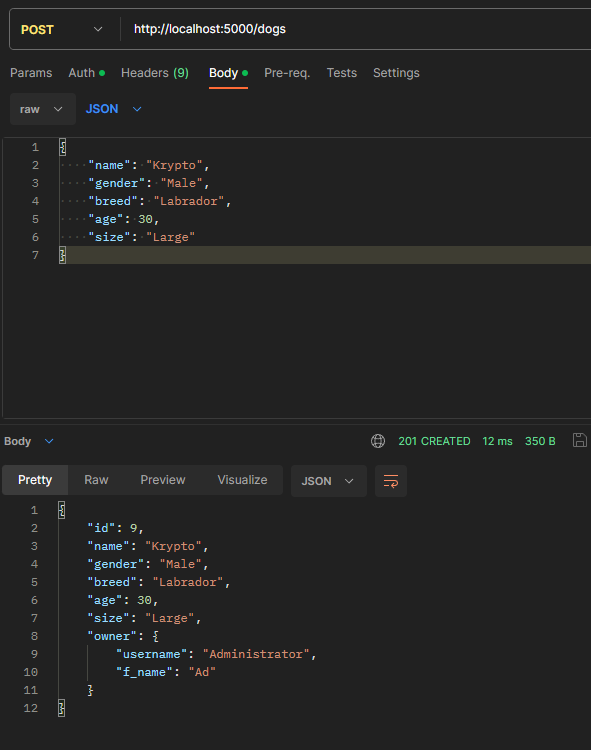 POST http://localhost:5000/dogs
Params Auth Headers (9) Body Pre-req. Tests Settings
raw JSON
1 {
2 "name": "Krypto",
3 "gender": "Male",
4 "breed": "Labrador",
5 "age": 30,
6 "size": "Large"
7 }
Body 201 CREATED 12 ms 350 B
Pretty Raw Preview Visualize JSON
1 {
2 "id": 9,
3 "name": "Krypto",
4 "gender": "Male",
5 "breed": "Labrador",
6 "age": 30,
7 "size": "Large",
8 "owner": {
9 "username": "Administrator",
10 "f_name": "Ad"
11 }
12 }